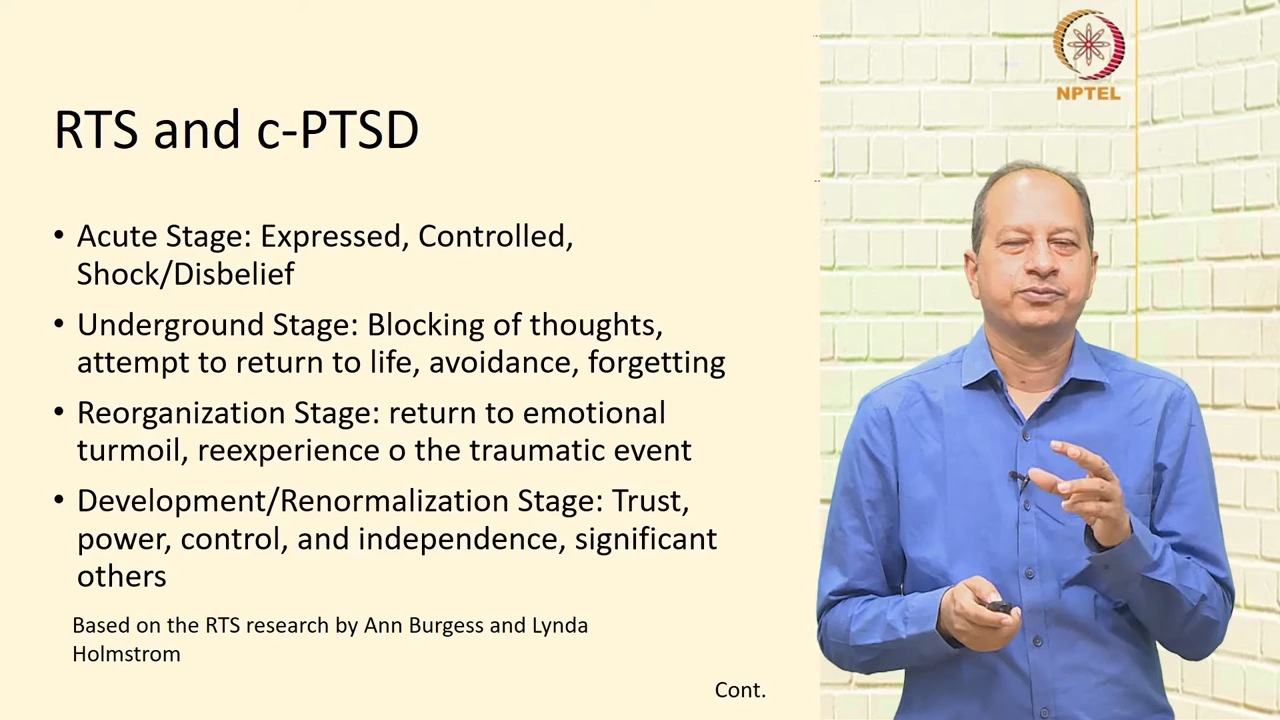 RTS and c-PTSD
• Acute Stage: Expressed, Controlled,
Shock/Disbelief
• Underground Stage: Blocking of thoughts,
attempt to return to life, avoidance, forgetting
• Reorganization Stage: return to emotional
turmoil, reexperience o the traumatic event
• Development/Renormalization Stage: Trust,
power, control, and independence, significant
others
Based on the RTS research by Ann Burgess and Lynda
Holmstrom
Cont.
NPTEL